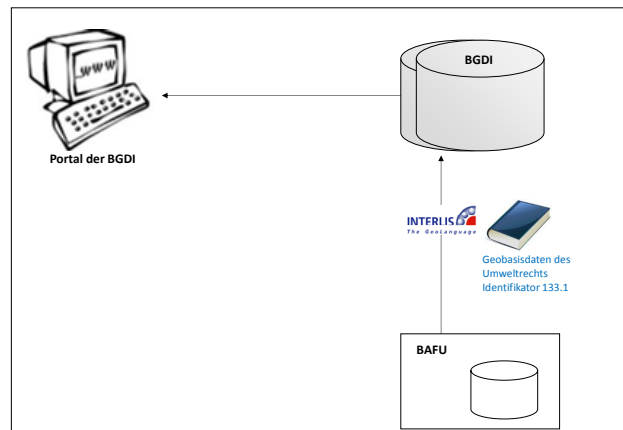 WWW
BGDI
Portal der BGDI
INTERLIS
The GeoLanguage
Geobasisdaten des
Umweltrechts
Identifikator 133.1
BAFU